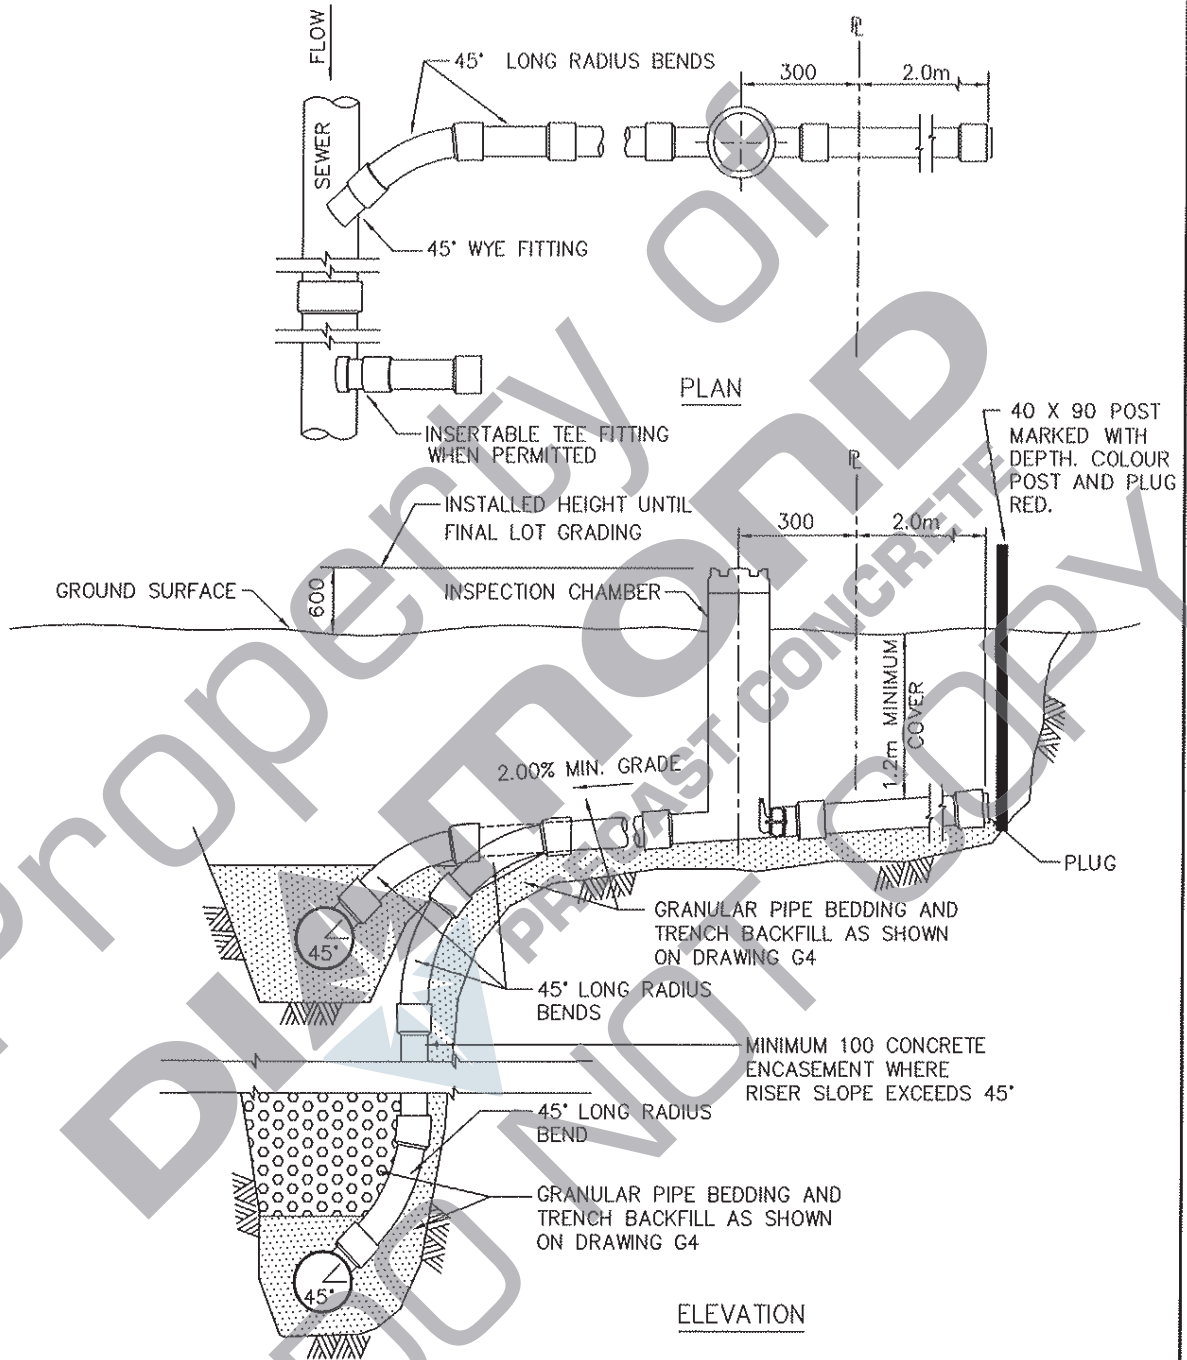 FLOW
45° LONG RADIUS BENDS
300
2.0m
SEWER
45° WYE FITTING
PLAN
INSERTABLE TEE FITTING
WHEN PERMITTED
40 X 90 POST
MARKED WITH
DEPTH. COLOUR
POST AND PLUG
RED.
INSTALLED HEIGHT UNTIL
FINAL LOT GRADING
300
2.0m
GROUND SURFACE
600
INSPECTION CHAMBER
1.2m MINIMUM
COVER
2.00% MIN. GRADE
PLUG
GRANULAR PIPE BEDDING AND
TRENCH BACKFILL AS SHOWN
ON DRAWING G4
45°
45° LONG RADIUS
BENDS
MINIMUM 100 CONCRETE
ENCASEMENT WHERE
RISER SLOPE EXCEEDS 45°
45° LONG RADIUS
BEND
GRANULAR PIPE BEDDING AND
TRENCH BACKFILL AS SHOWN
ON DRAWING G4
45°
ELEVATION
Property of
DIAMOND
PRECAST CONCRETE
DO NOT COPY